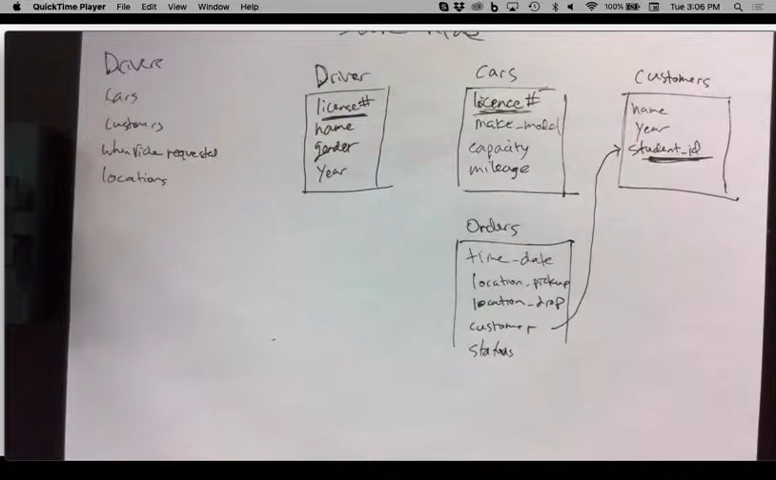 QuickTime Player File Edit View Window Help
100% Tue 3:06 PM
Drivers
Cars
Customers
when ride requested
locations
Driver
licence#
name
gender
year
Cars
licence#
make_model
capacity
mileage
Customers
name
year
student_id
Orders
time_date
location_pickup
location_drop
customer
status